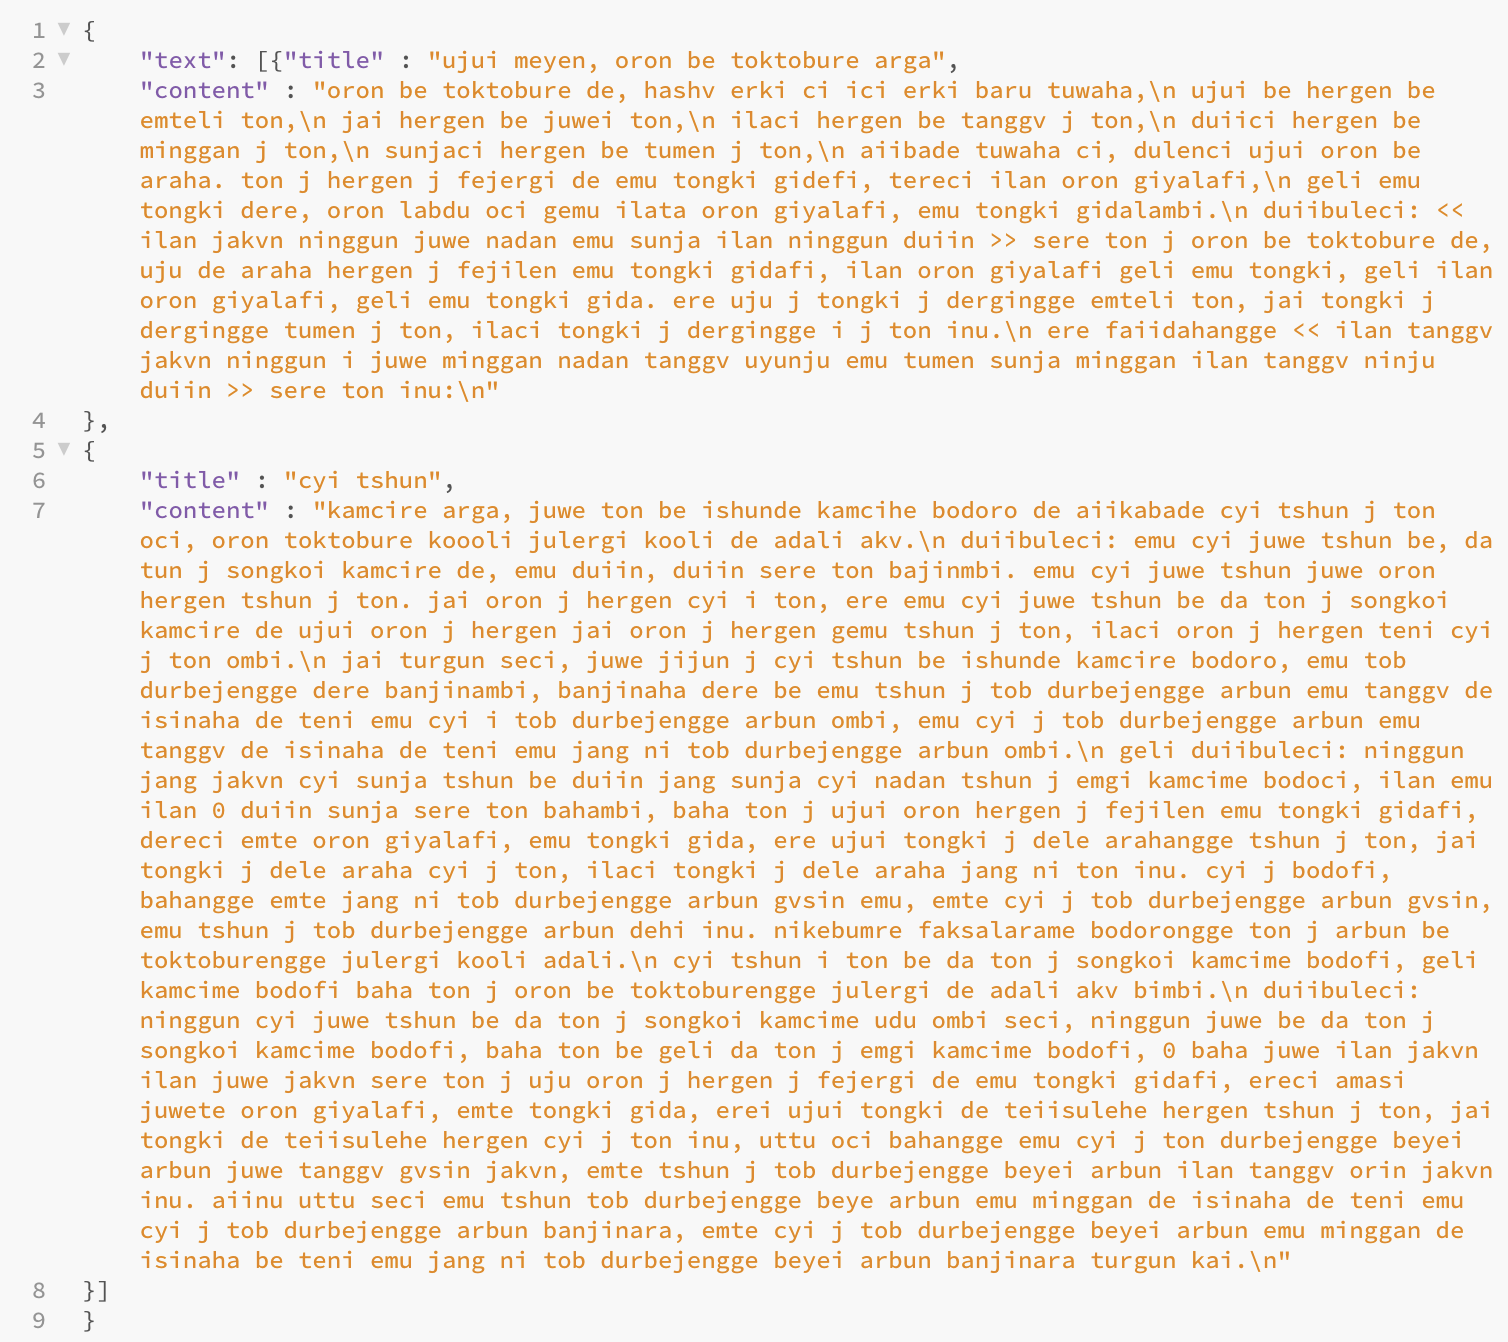 1 ▼ {
2 ▼ "text": [{"title" : "ujui meyen, oron be toktobure arga",
3 "content" : "oron be toktobure de, hashv erki ci ici erki baru tuwaha,\n ujui be hergen be
emteli ton,\n jai hergen be juwei ton,\n ilaci hergen be tanggv j ton,\n duiici hergen be
minggan j ton,\n sunjaci hergen be tumen j ton,\n aiibade tuwaha ci, dulenci ujui oron be
araha. ton j hergen j fejergi de emu tongki gidefi, tereci ilan oron giyalafi,\n geli emu
tongki dere, oron labdu oci gemu ilata oron giyalafi, emu tongki gidalambi.\n duiibuleci: <<
ilan jakvn ninggun juwe nadan emu sunja ilan ninggun duiin >> sere ton j oron be toktobure de,
uju de araha hergen j fejilen emu tongki gidafi, ilan oron giyalafi geli emu tongki, geli ilan
oron giyalafi, geli emu tongki gida. ere uju j tongki j dergingge emteli ton, jai tongki j
dergingge tumen j ton, ilaci tongki j dergingge i j ton inu.\n ere faiidahangge << ilan tanggv
jakvn ninggun i juwe minggan nadan tanggv uyunju emu tumen sunja minggan ilan tanggv ninju
duiin >> sere ton inu:\n"
4 },
5 ▼ {
6 "title" : "cyi tshun",
7 "content" : "kamcire arga, juwe ton be ishunde kamcihe bodoro de aiikabade cyi tshun j ton
oci, oron toktobure koooli julergi kooli de adali akv.\n duiibuleci: emu cyi juwe tshun be, da
tun j songkoi kamcire de, emu duiin, duiin sere ton bajinmbi. emu cyi juwe tshun juwe oron
hergen tshun j ton. jai oron j hergen cyi i ton, ere emu cyi juwe tshun be da ton j songkoi
kamcire de ujui oron j hergen jai oron j hergen gemu tshun j ton, ilaci oron j hergen teni cyi
j ton ombi.\n jai turgun seci, juwe jijun j cyi tshun be ishunde kamcire bodoro, emu tob
durbejengge dere banjinambi, banjinaha dere be emu tshun j tob durbejengge arbun emu tanggv de
isinaha de teni emu cyi i tob durbejengge arbun ombi, emu cyi j tob durbejengge arbun emu
tanggv de isinaha de teni emu jang ni tob durbejengge arbun ombi.\n geli duiibuleci: ninggun
jang jakvn cyi sunja tshun be duiin jang sunja cyi nadan tshun j emgi kamcime bodoci, ilan emu
ilan 0 duiin sunja sere ton bahambi, baha ton j ujui oron hergen j fejilen emu tongki gidafi,
dereci emte oron giyalafi, emu tongki gida, ere ujui tongki j dele arahangge tshun j ton, jai
tongki j dele araha cyi j ton, ilaci tongki j dele araha jang ni ton inu. cyi j bodofi,
bahangge emte jang ni tob durbejengge arbun gvsin emu, emte cyi j tob durbejengge arbun gvsin,
emu tshun j tob durbejengge arbun dehi inu. nikebumre faksalarame bodorongge ton j arbun be
toktoburengge julergi kooli adali.\n cyi tshun i ton be da ton j songkoi kamcime bodofi, geli
kamcime bodofi baha ton j oron be toktoburengge julergi de adali akv bimbi.\n duiibuleci:
ninggun cyi juwe tshun be da ton j songkoi kamcime udu ombi seci, ninggun juwe be da ton j
songkoi kamcime bodofi, baha ton be geli da ton j emgi kamcime bodofi, 0 baha juwe ilan jakvn
ilan juwe jakvn sere ton j uju oron j hergen j fejergi de emu tongki gidafi, ereci amasi
juwete oron giyalafi, emte tongki gida, erei ujui tongki de teiisulehe hergen tshun j ton, jai
tongki de teiisulehe hergen cyi j ton inu, uttu oci bahangge emu cyi j ton durbejengge beyei
arbun juwe tanggv gvsin jakvn, emte tshun j tob durbejengge beyei arbun ilan tanggv orin jakvn
inu. aiinu uttu seci emu tshun tob durbejengge beye arbun emu minggan de isinaha de teni emu
cyi j tob durbejengge arbun banjinara, emte cyi j tob durbejengge beyei arbun emu minggan de
isinaha be teni emu jang ni tob durbejengge beyei arbun banjinara turgun kai.\n"
8 }]
9 }